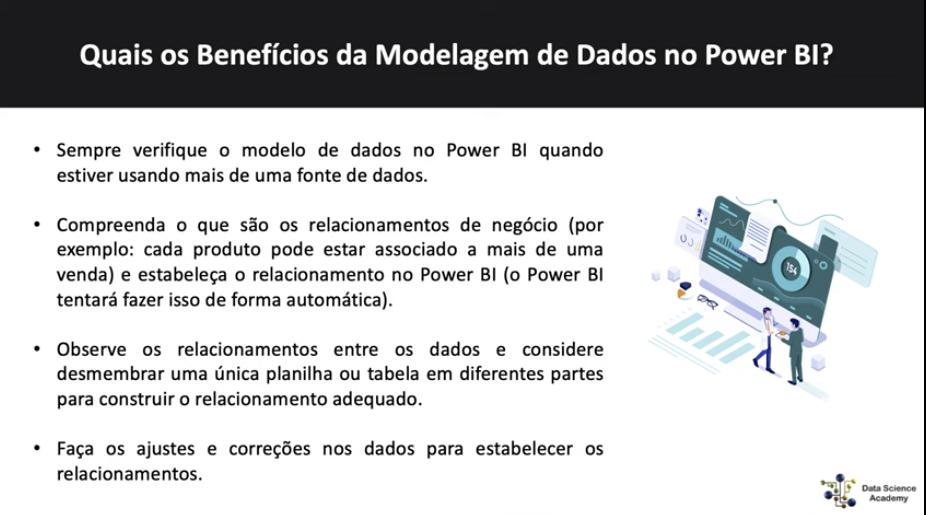 Quais os Benefícios da Modelagem de Dados no Power BI?
• Sempre verifique o modelo de dados no Power BI quando
estiver usando mais de uma fonte de dados.
• Compreenda o que são os relacionamentos de negócio (por
exemplo: cada produto pode estar associado a mais de uma
venda) e estabeleça o relacionamento no Power BI (o Power BI
tentará fazer isso de forma automática).
• Observe os relacionamentos entre os dados e considere
desmembrar uma única planilha ou tabela em diferentes partes
para construir o relacionamento adequado.
• Faça os ajustes e correções nos dados para estabelecer os
relacionamentos.
154
Data Science
Academy